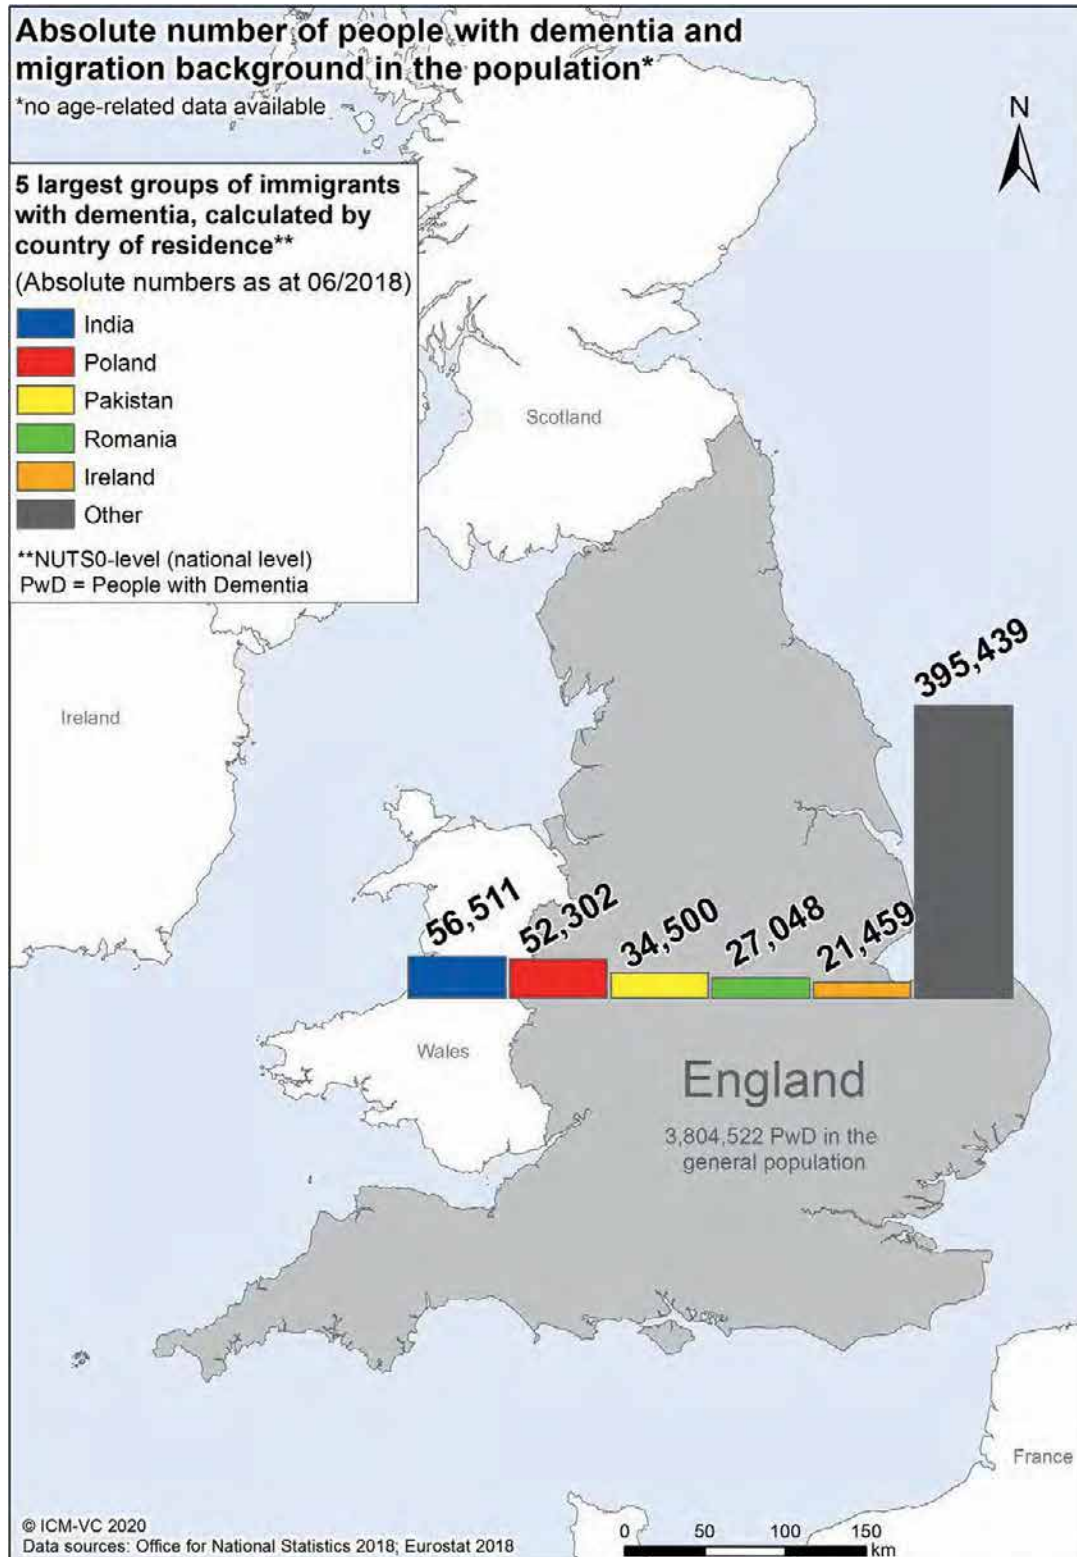 Absolute number of people with dementia and
migration background in the population*
*no age-related data available
N
5 largest groups of immigrants
with dementia, calculated by
country of residence**
(Absolute numbers as at 06/2018)
India
Poland
Pakistan
Romania
Ireland
Other
**NUTS0-level (national level)
PwD = People with Dementia
Scotland
Ireland
395,439
56,511
52,302
34,500
27,048
21,459
Wales
England
3,804,522 PwD in the
general population
France
© ICM-VC 2020
Data sources: Office for National Statistics 2018; Eurostat 2018
0 50 100 150
km